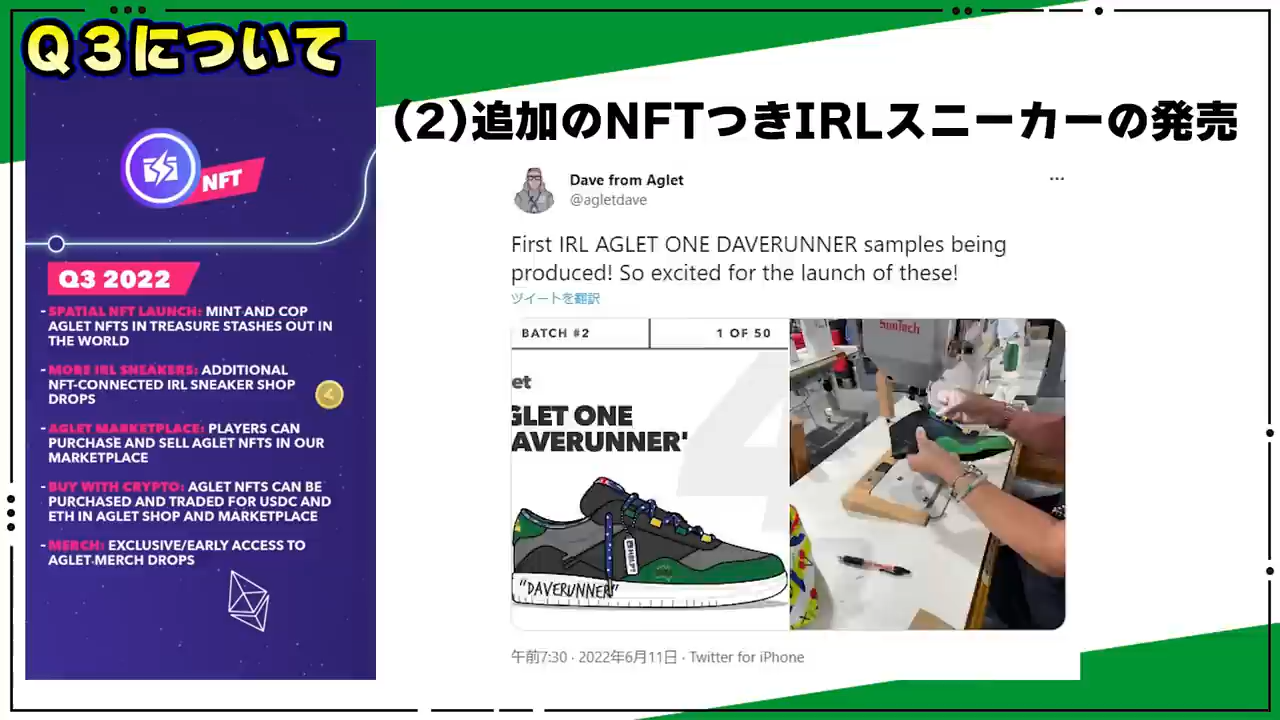 Q3について
(2)追加のNFTつきIRLスニーカーの発売
NFT
Q3 2022
- SPATIAL NFT LAUNCH: MINT AND COP
AGLET NFTS IN TREASURE STASHES OUT IN
THE WORLD
- MORE IRL SNEAKERS: ADDITIONAL
NFT-CONNECTED IRL SNEAKER SHOP
DROPS
- AGLET MARKETPLACE: PLAYERS CAN
PURCHASE AND SELL AGLET NFTS IN OUR
MARKETPLACE
- BUY WITH CRYPTO: AGLET NFTS CAN BE
PURCHASED AND TRADED FOR USDC AND
ETH IN AGLET SHOP AND MARKETPLACE
- MERCH: EXCLUSIVE/EARLY ACCESS TO
AGLET MERCH DROPS
Dave from Aglet
@agletdave
First IRL AGLET ONE DAVERUNNER samples being
produced! So excited for the launch of these!
ツイートを翻訳
BATCH #2
1 OF 50
et
GLET ONE
AVERUNNER'
"DAVERUNNER"
SunTech
午前7:30 · 2022年6月11日 · Twitter for iPhone